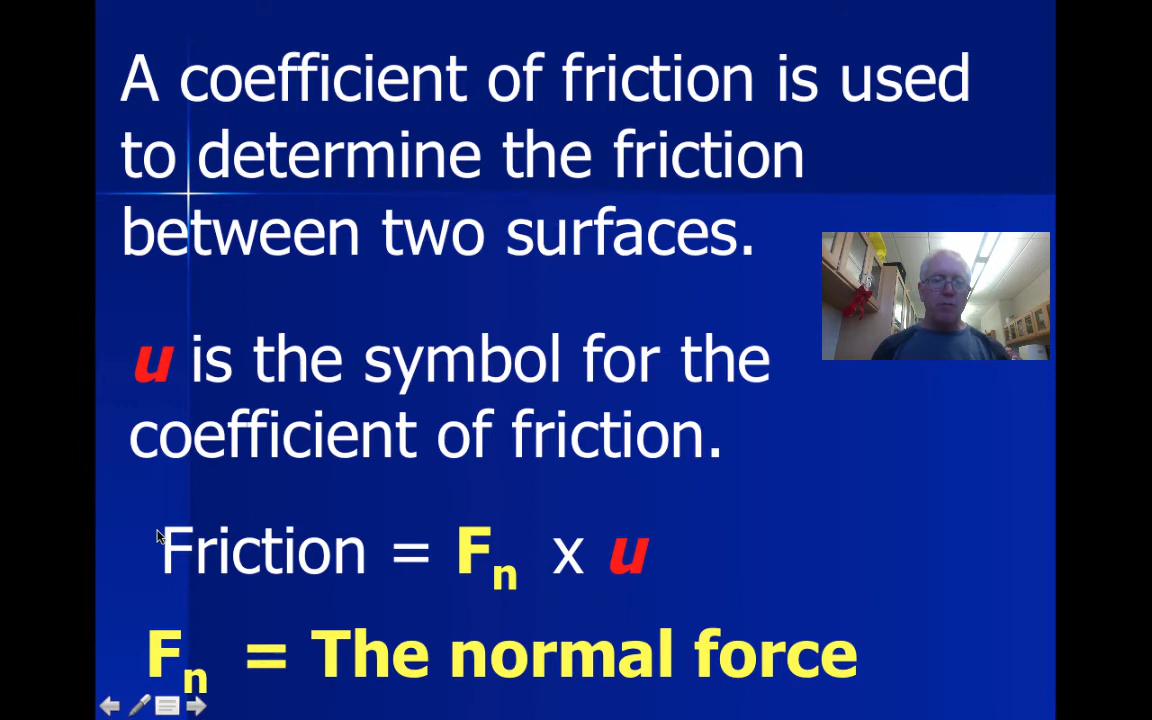 A coefficient of friction is used
to determine the friction
between two surfaces.
u is the symbol for the
coefficient of friction.
Friction = Fn x u
Fn = The normal force